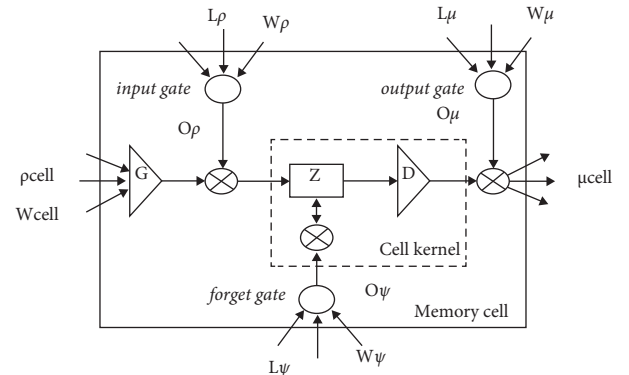 Lρ
Wρ
Lμ
Wμ
input gate
output gate
Oρ
Oμ
ρcell
G
Z
D
μcell
Wcell
Cell kernel
forget gate
Oψ
Memory cell
Lψ
Wψ